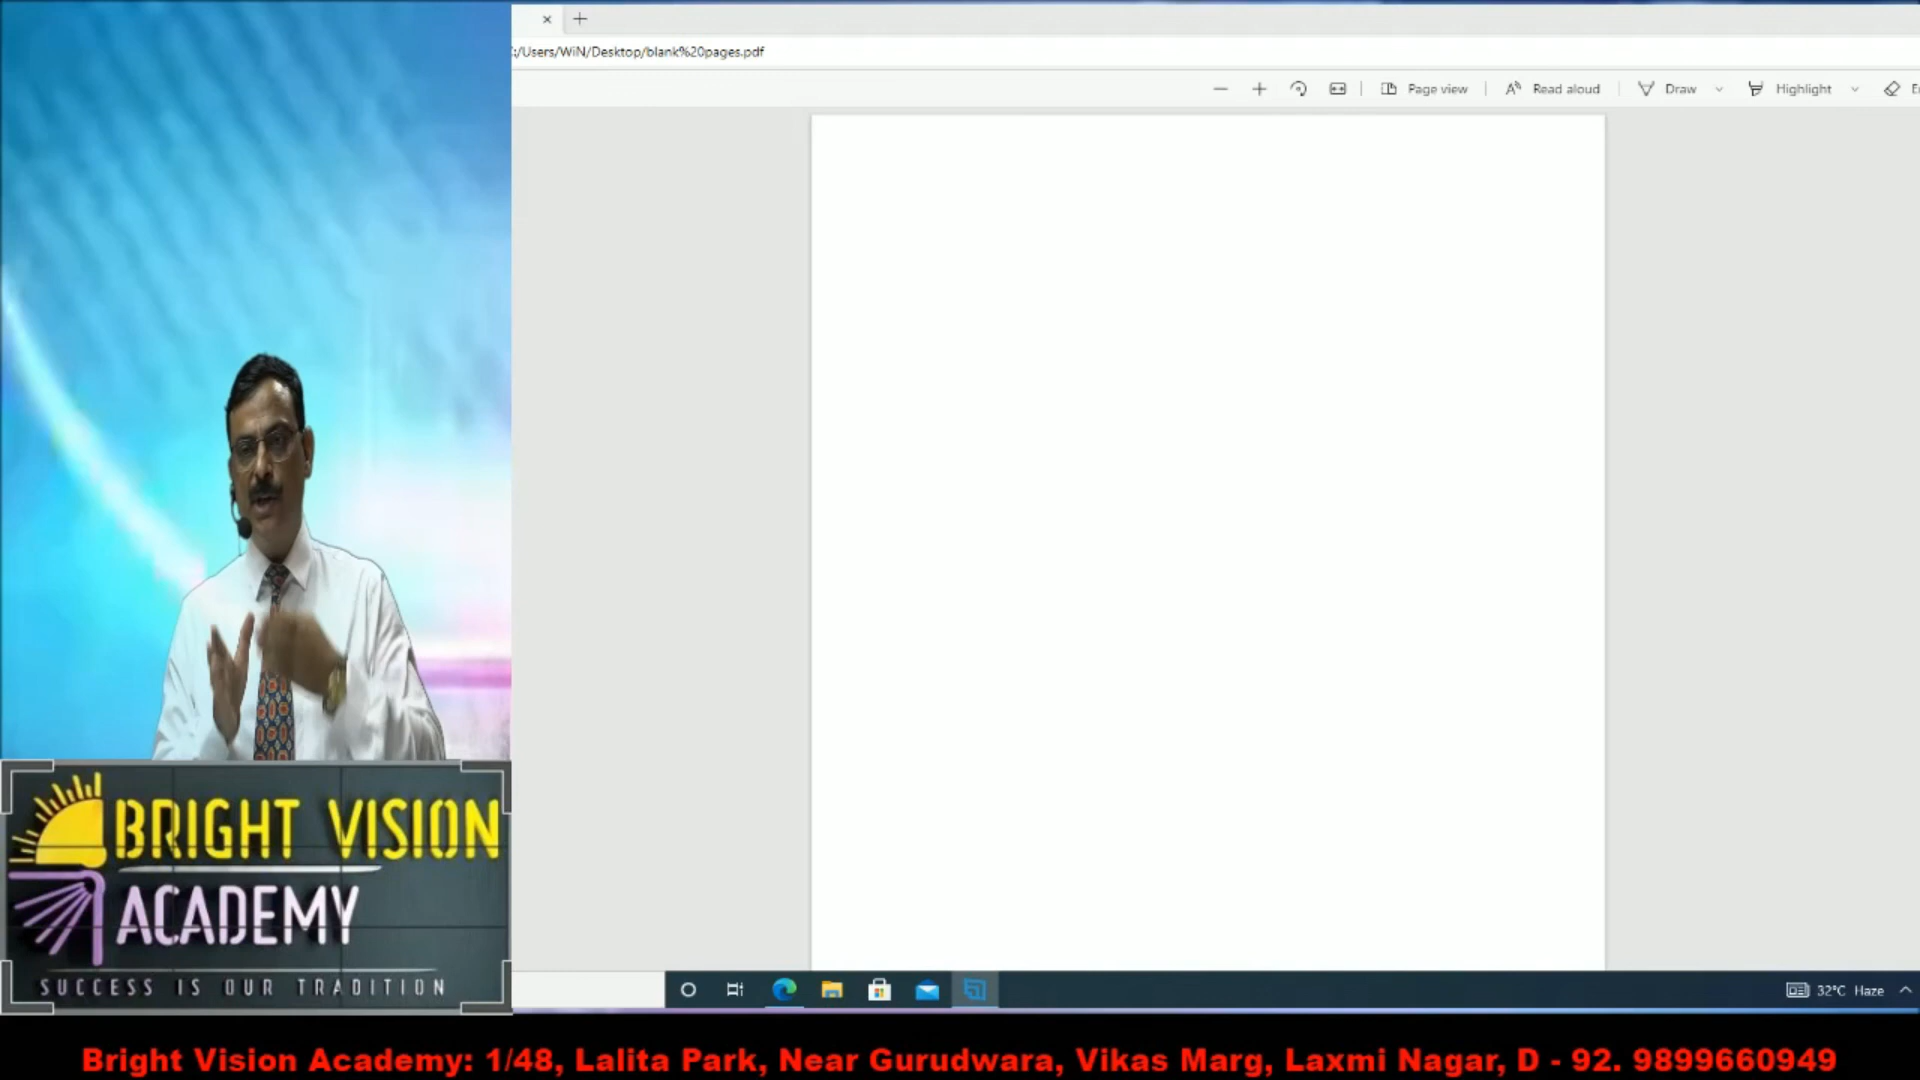 C:/Users/WiN/Desktop/blank%20pages.pdf
Page view
Read aloud
Draw
Highlight
BRIGHT VISION
ACADEMY
SUCCESS IS OUR TRADITION
32°C Haze
Bright Vision Academy: 1/48, Lalita Park, Near Gurudwara, Vikas Marg, Laxmi Nagar, D - 92. 9899660949